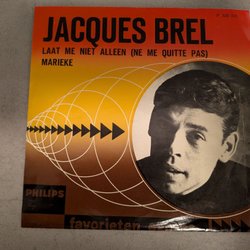 JACQUES BREL
LAAT ME NIET ALLEEN (NE ME QUITTE PAS)
MARIEKE
PHILIPS
favorieten